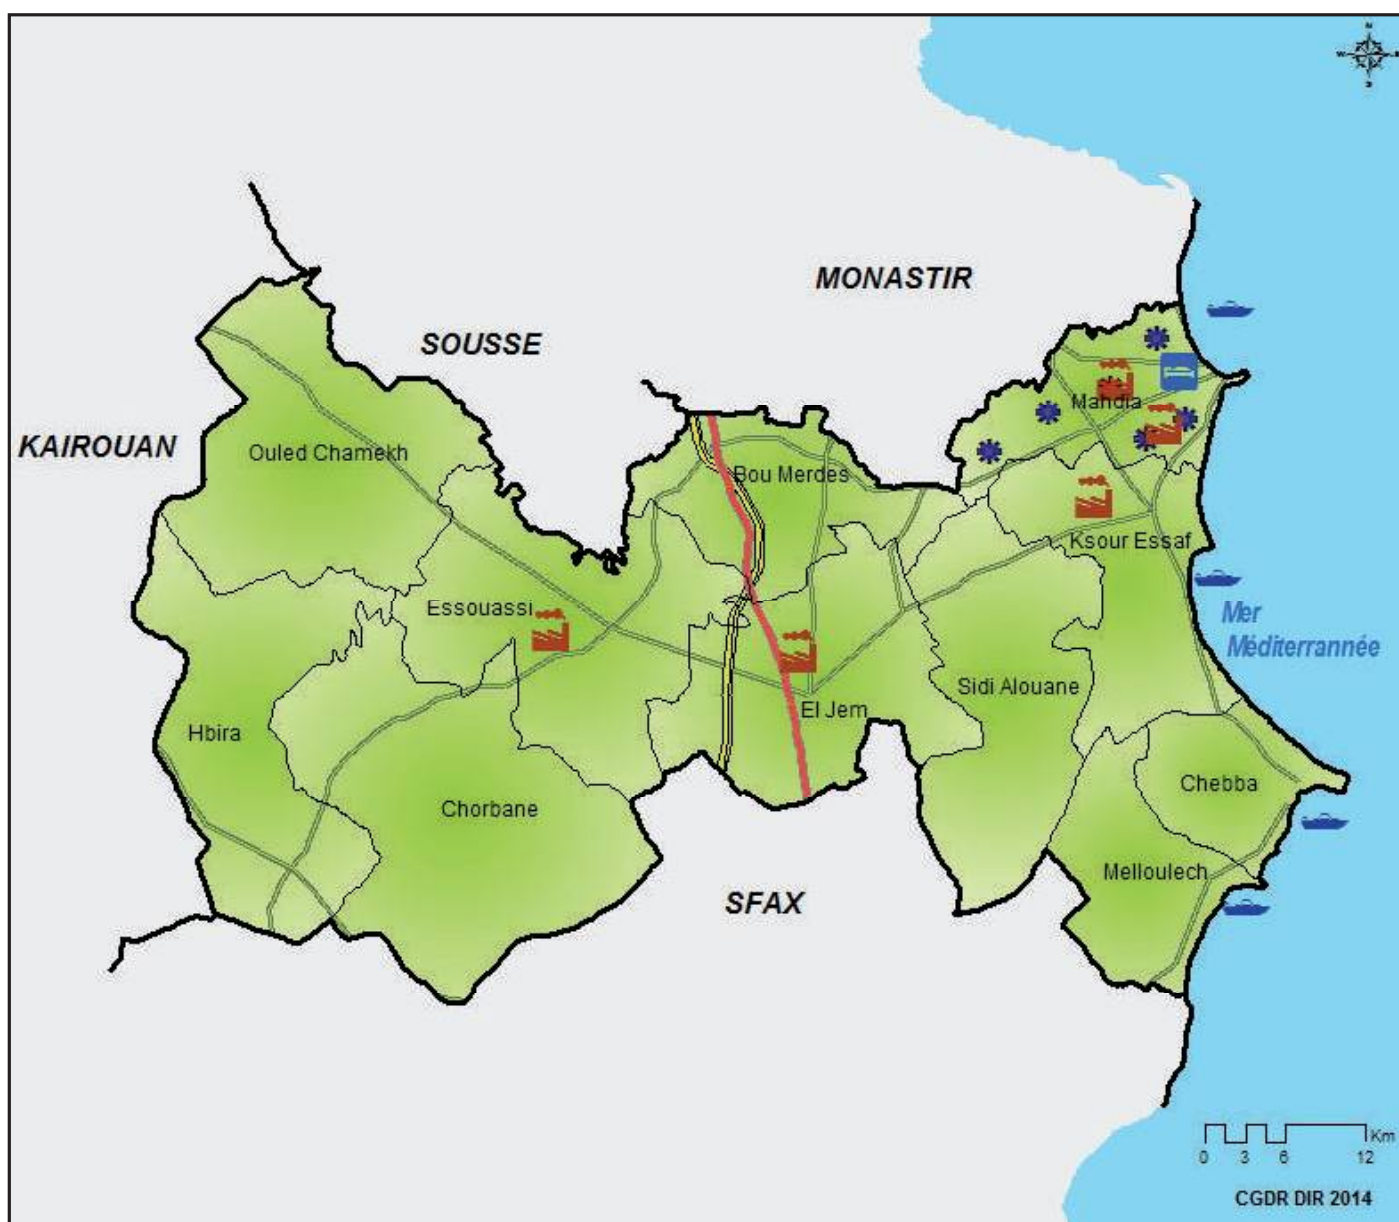 N
W
E
S
MONASTIR
SOUSSE
KAIROUAN
Mahdia
Ouled Chamekh
Bou Merdes
Ksour Essaf
Essouassi
Mer
Méditerrannée
Sidi Alouane
El Jem
Hbira
Chebba
Chorbane
Melloulech
SFAX
Km
0 3 6 12
CGDR DIR 2014